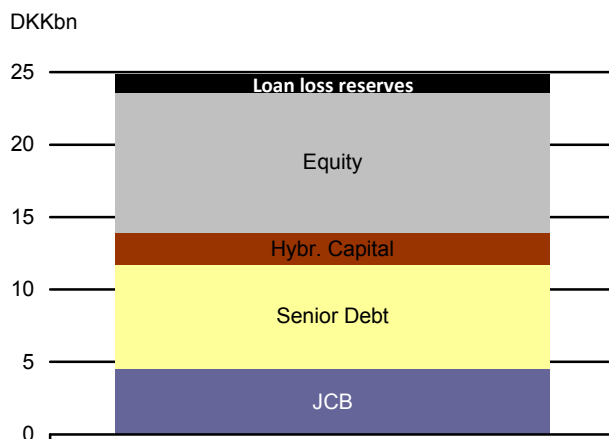 DKKbn
25
Loan loss reserves
20
Equity
15
Hybr. Capital
10
Senior Debt
5
JCB
0